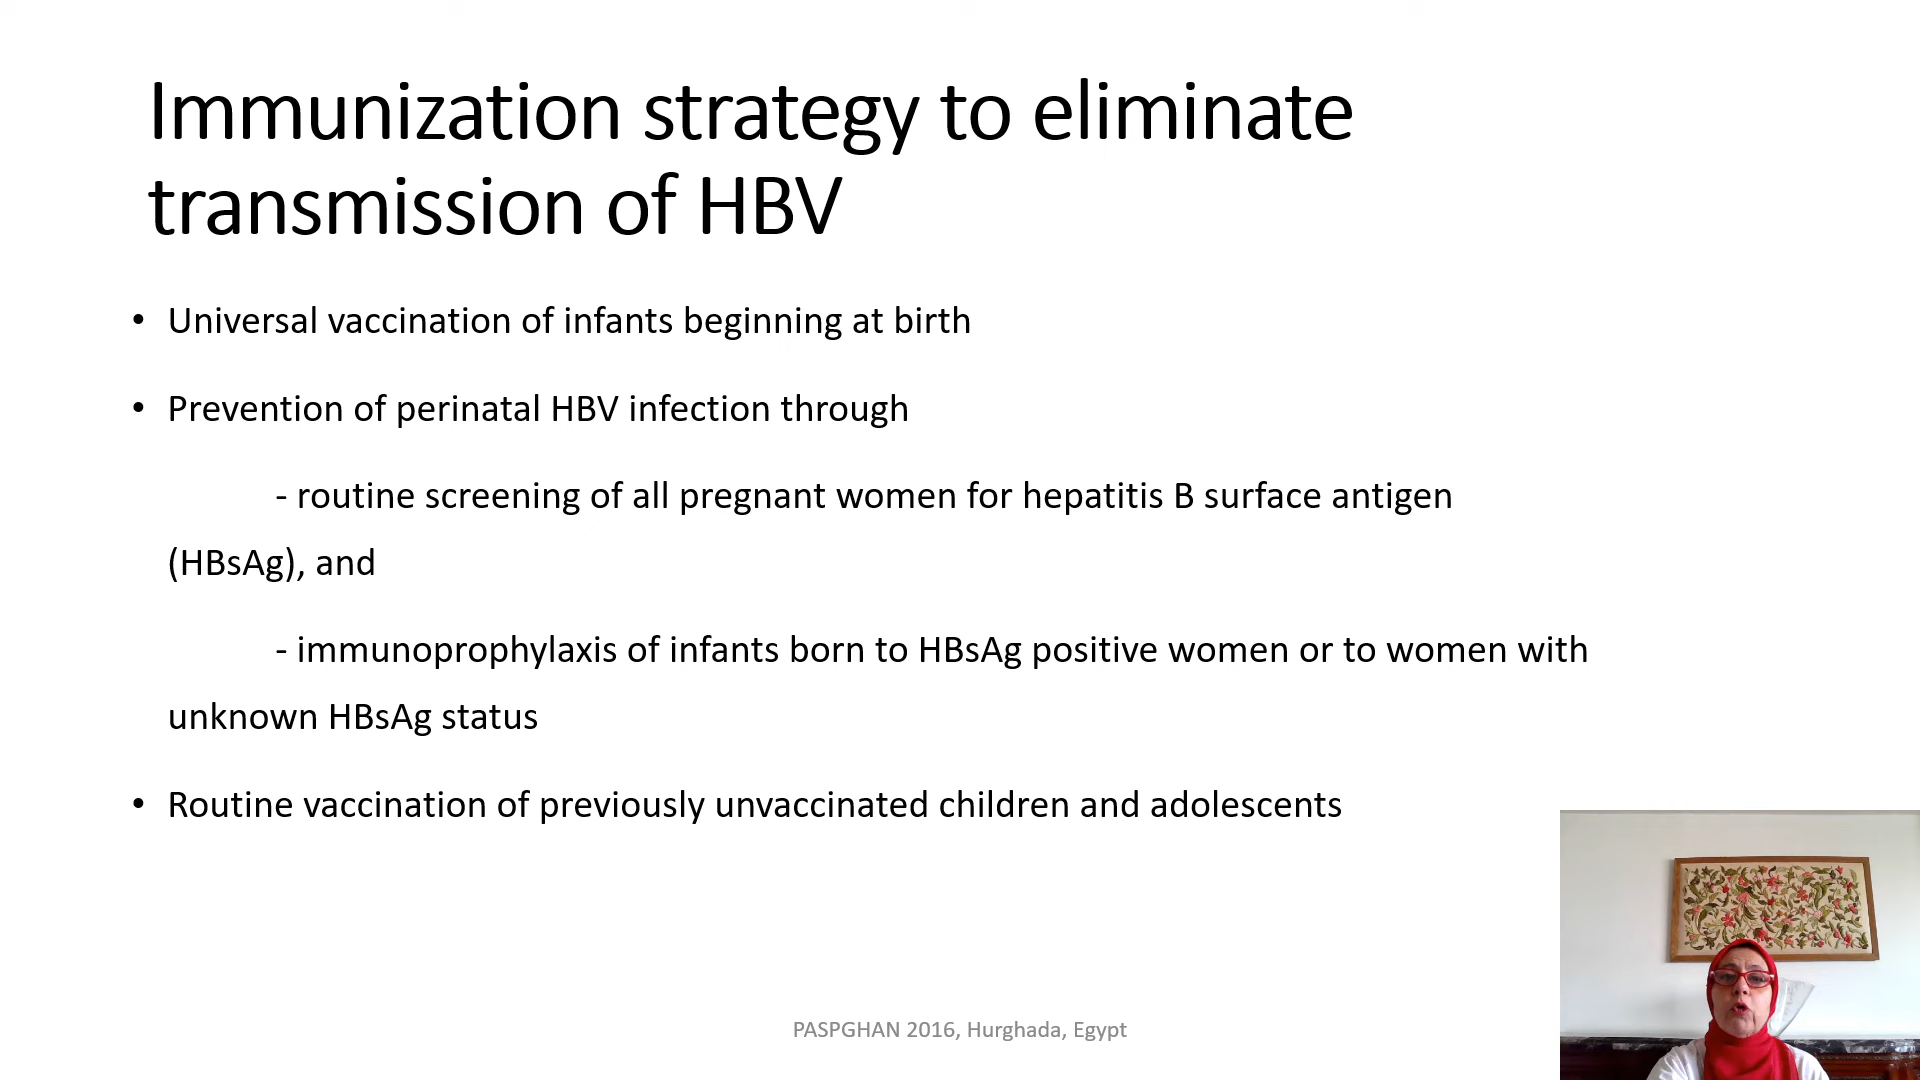 Immunization strategy to eliminate
transmission of HBV
• Universal vaccination of infants beginning at birth
• Prevention of perinatal HBV infection through
- routine screening of all pregnant women for hepatitis B surface antigen
(HBsAg), and
- immunoprophylaxis of infants born to HBsAg positive women or to women with
unknown HBsAg status
• Routine vaccination of previously unvaccinated children and adolescents
PASPGHAN 2016, Hurghada, Egypt